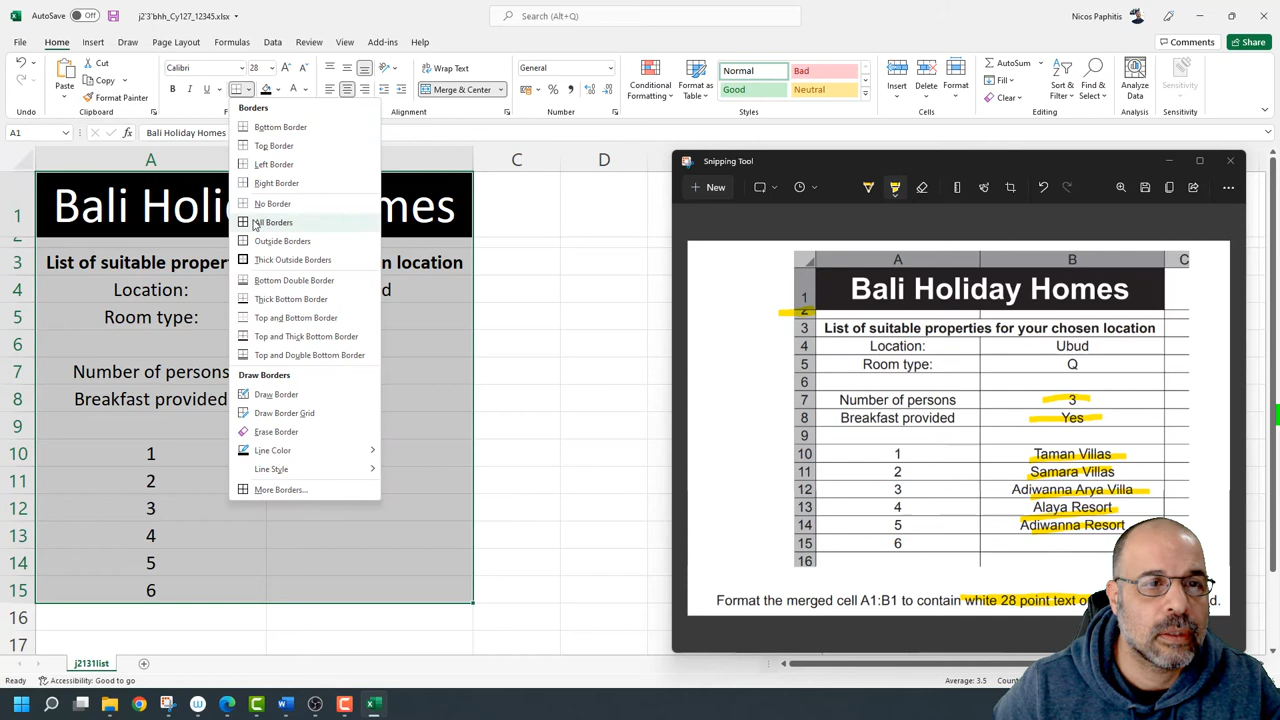 AutoSave Off j2'3'bhh_Cy127_12345.xlsx Search (Alt+Q) Nicos Paphitis
File Home Insert Draw Page Layout Formulas Data Review View Add-ins Help Comments Share
Cut Calibri 28 Wrap Text General Normal Bad AutoSum
Paste Copy Conditional Formatting Format as Table Insert Delete Format Fill Sort & Filter Find & Select Analyze Data Sensitivity
Format Painter B I U Merge & Center Good Neutral Clear
Undo Clipboard Alignment Number Styles Cells Editing Analysis Sensitivity
A1 fx Bali Holiday Homes
Borders
Bottom Border
Top Border
Left Border
Right Border
No Border
All Borders
Outside Borders
Thick Outside Borders
Bottom Double Border
Thick Bottom Border
Top and Bottom Border
Top and Thick Bottom Border
Top and Double Bottom Border
Draw Borders
Draw Border
Draw Border Grid
Erase Border
Line Color
Line Style
More Borders...
A C D
1 Bali Holi mes
2
3 List of suitable proper en location
4 Location: d
5 Room type:
6
7 Number of persons
8 Breakfast provided
9
10 1
11 2
12 3
13 4
14 5
15 6
16
17
Snipping Tool
New
A B C
1 Bali Holiday Homes
2
3 List of suitable properties for your chosen location
4 Location: Ubud
5 Room type: Q
6
7 Number of persons 3
8 Breakfast provided Yes
9
10 1 Taman Villas
11 2 Samara Villas
12 3 Adiwanna Arya Villa
13 4 Alaya Resort
14 5 Adiwanna Resort
15 6
16
Format the merged cell A1:B1 to contain white 28 point text o d.
j2131list
Ready Accessibility: Good to go Average: 3.5 Coun